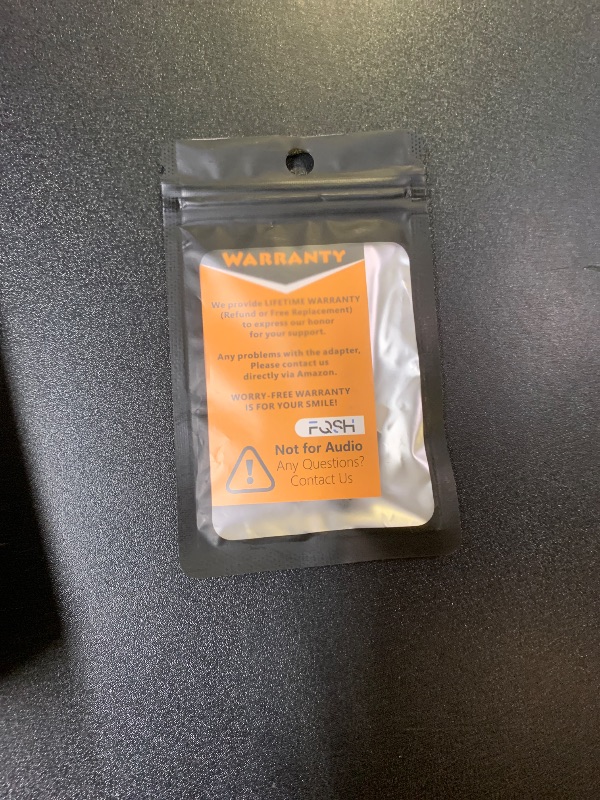 WARRANTY
We provide LIFETIME WARRANTY
(Refund or Free Replacement)
to express our honor
for your support.
Any problems with the adapter,
Please contact us
directly via Amazon.
WORRY-FREE WARRANTY
IS FOR YOUR SMILE!
FQSH
Not for Audio
Any Questions?
Contact Us